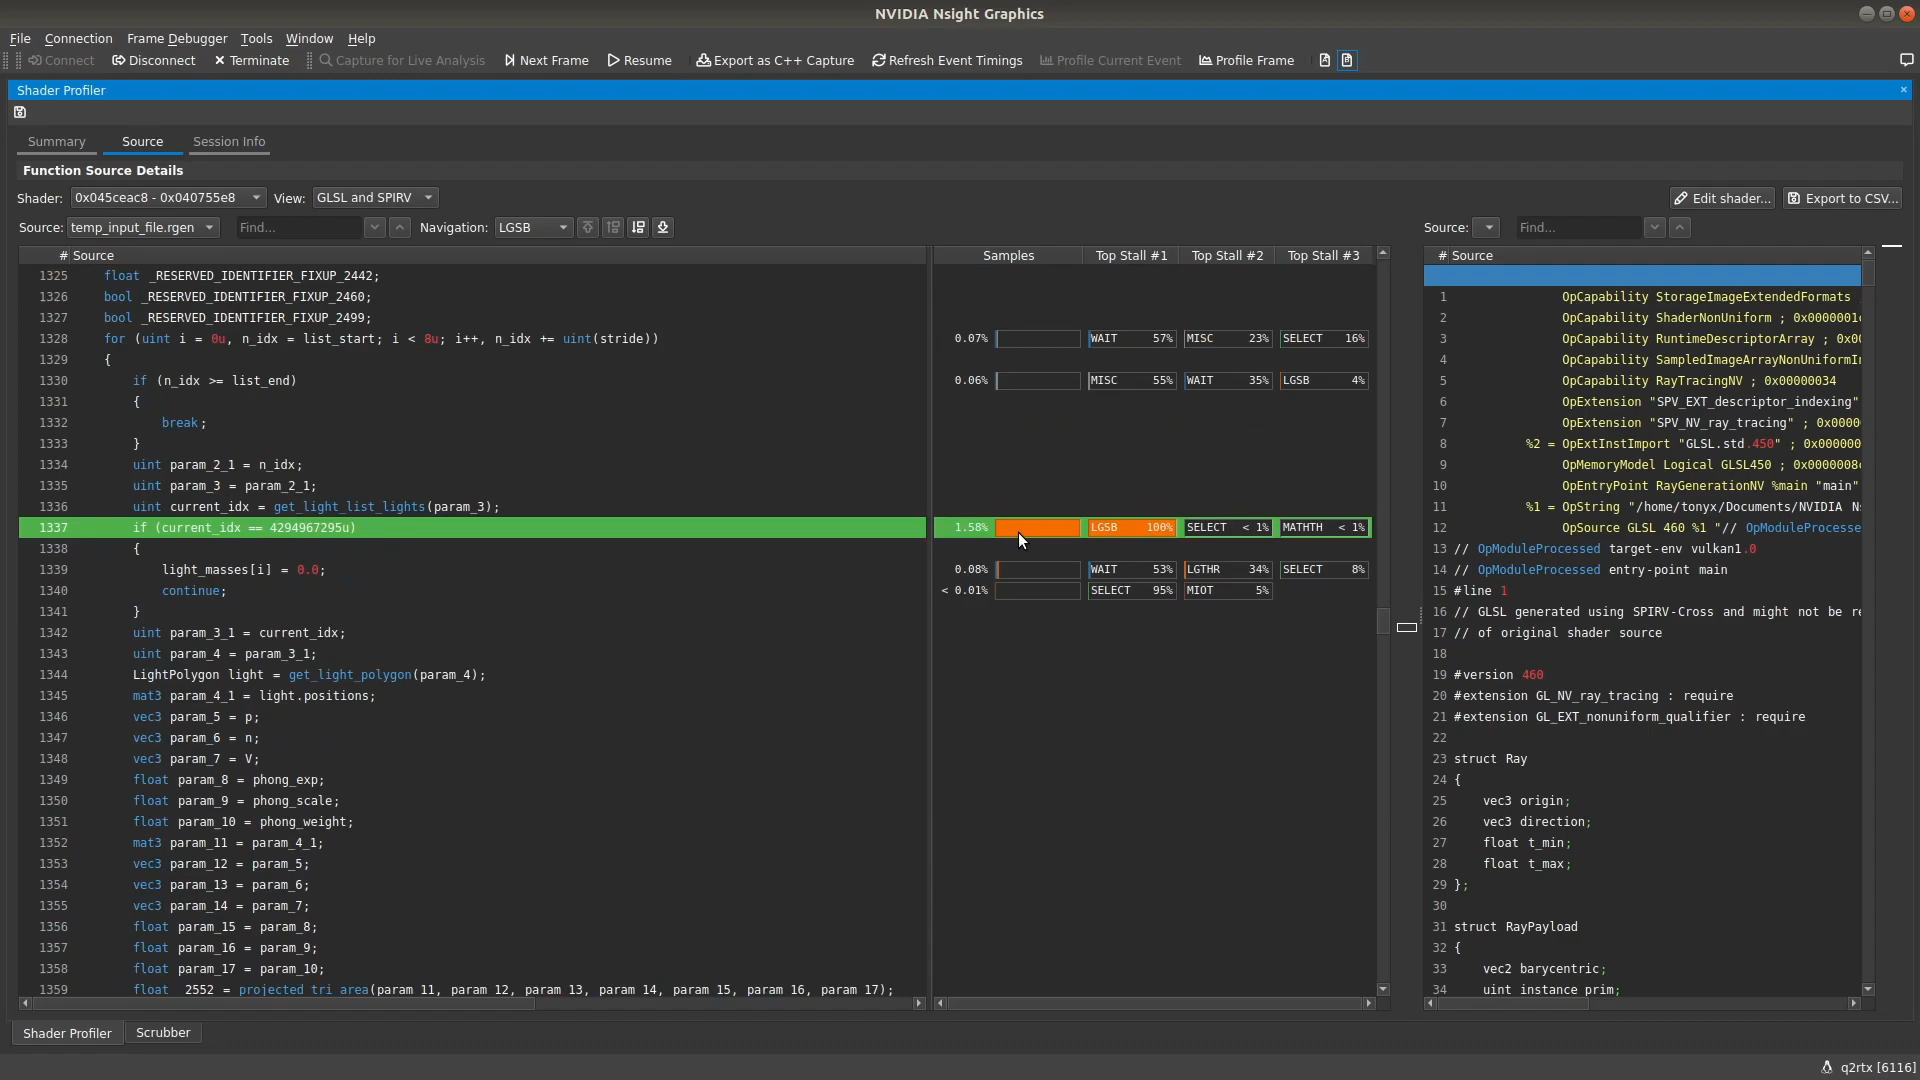 NVIDIA Nsight Graphics
File Connection Frame Debugger Tools Window Help
Connect Disconnect Terminate Capture for Live Analysis Next Frame Resume Export as C++ Capture Refresh Event Timings Profile Current Event Profile Frame
Shader Profiler
Summary Source Session Info
Function Source Details
Shader: 0x045ceac8 - 0x040755e8 View: GLSL and SPIRV Edit shader... Export to CSV...
Source: temp_input_file.rgen Find... Navigation: LGSB Source: Find...
# Source Samples Top Stall #1 Top Stall #2 Top Stall #3 # Source
1325 float _RESERVED_IDENTIFIER_FIXUP_2442;
1326 bool _RESERVED_IDENTIFIER_FIXUP_2460; 1 OpCapability StorageImageExtendedFormats
1327 bool _RESERVED_IDENTIFIER_FIXUP_2499; 2 OpCapability ShaderNonUniform ; 0x0000001
1328 for (uint i = 0u, n_idx = list_start; i < 8u; i++, n_idx += uint(stride)) 0.07% WAIT 57% MISC 23% SELECT 16% 3 OpCapability RuntimeDescriptorArray ; 0x00
1329 { 4 OpCapability SampledImageArrayNonUniformI
1330 if (n_idx >= list_end) 0.06% MISC 55% WAIT 35% LGSB 4% 5 OpCapability RayTracingNV ; 0x00000034
1331 { 6 OpExtension "SPV_EXT_descriptor_indexing"
1332 break; 7 OpExtension "SPV_NV_ray_tracing" ; 0x0000
1333 } 8 %2 = OpExtInstImport "GLSL.std.450" ; 0x000000
1334 uint param_2_1 = n_idx; 9 OpMemoryModel Logical GLSL450 ; 0x0000008
1335 uint param_3 = param_2_1; 10 OpEntryPoint RayGenerationNV %main "main"
1336 uint current_idx = get_light_list_lights(param_3); 11 %1 = OpString "/home/tonyx/Documents/NVIDIA N
1337 if (current_idx == 4294967295u) 1.58% LGSB 100% SELECT < 1% MATHTH < 1% 12 OpSource GLSL 460 %1 "// OpModuleProcesse
1338 { 13 // OpModuleProcessed target-env vulkan1.0
1339 light_masses[i] = 0.0; 0.08% WAIT 53% LGTHR 34% SELECT 8% 14 // OpModuleProcessed entry-point main
1340 continue; < 0.01% SELECT 95% MIOT 5% 15 #line 1
1341 } 16 // GLSL generated using SPIRV-Cross and might not be r
1342 uint param_3_1 = current_idx; 17 // of original shader source
1343 uint param_4 = param_3_1; 18
1344 LightPolygon light = get_light_polygon(param_4); 19 #version 460
1345 mat3 param_4_1 = light.positions; 20 #extension GL_NV_ray_tracing : require
1346 vec3 param_5 = p; 21 #extension GL_EXT_nonuniform_qualifier : require
1347 vec3 param_6 = n; 22
1348 vec3 param_7 = V; 23 struct Ray
1349 float param_8 = phong_exp; 24 {
1350 float param_9 = phong_scale; 25 vec3 origin;
1351 float param_10 = phong_weight; 26 vec3 direction;
1352 mat3 param_11 = param_4_1; 27 float t_min;
1353 vec3 param_12 = param_5; 28 float t_max;
1354 vec3 param_13 = param_6; 29 };
1355 vec3 param_14 = param_7; 30
1356 float param_15 = param_8; 31 struct RayPayload
1357 float param_16 = param_9; 32 {
1358 float param_17 = param_10; 33 vec2 barycentric;
1359 float _2552 = projected_tri_area(param_11, param_12, param_13, param_14, param_15, param_16, param_17); 34 uint instance_prim;
Shader Profiler Scrubber
q2rtx [6116]